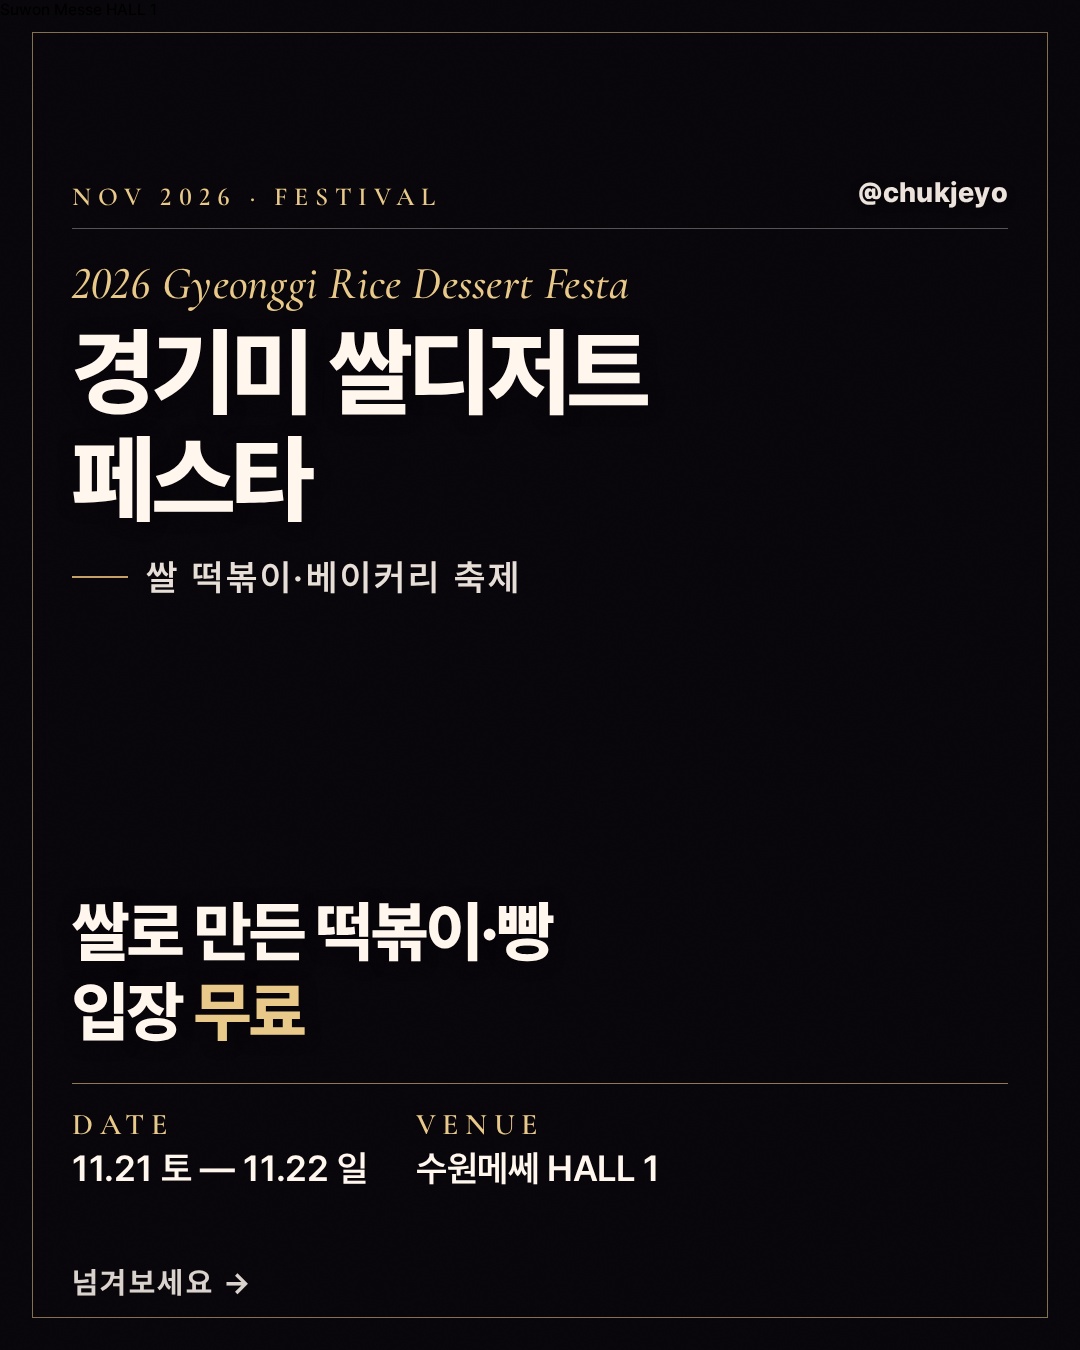 Suwon Messe HALL 1
NOV 2026 · FESTIVAL
@chukjeyo
2026 Gyeonggi Rice Dessert Festa
경기미 쌀디저트
페스타
쌀 떡볶이·베이커리 축제
쌀로 만든 떡볶이·빵
입장 무료
DATE
11.21 토 — 11.22 일
VENUE
수원메쎄 HALL 1
넘겨보세요 →